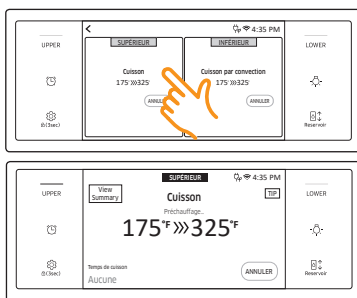 4:35 PM
UPPER
SUPÉRIEUR
INFÉRIEUR
LOWER
Cuisson
175 »» 325
Cuisson par convection
175 »» 325
ANNULER
ANNULER
(3sec)
Reservoir
SUPÉRIEUR
4:35 PM
UPPER
View Summary
Cuisson
TIP
LOWER
Préchauffage..
175°F »» 325°F
(3sec)
Temps de cuisson
Aucune
ANNULER
Reservoir